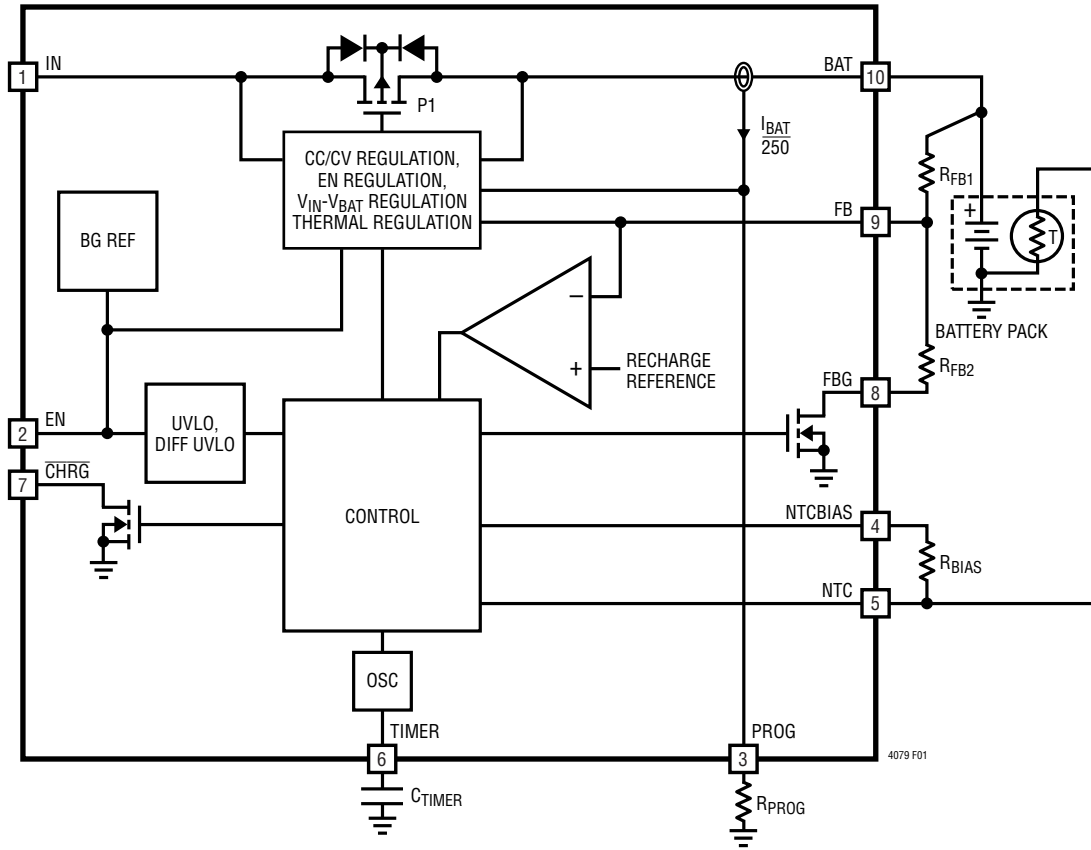 1
IN
P1
BAT
10
I_BAT
250
CC/CV REGULATION,
EN REGULATION,
V_IN-V_BAT REGULATION
THERMAL REGULATION
R_FB1
FB
9
+
T
BG REF
−
BATTERY PACK
+
RECHARGE
REFERENCE
R_FB2
FBG
8
2
EN
UVLO,
DIFF UVLO
7
CHRG
CONTROL
NTCBIAS
4
R_BIAS
NTC
5
OSC
TIMER
PROG
6
3
4079 F01
C_TIMER
R_PROG